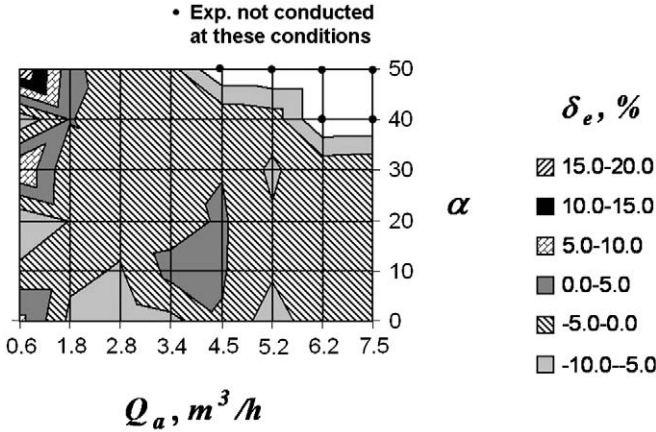 • Exp. not conducted
at these conditions
50
40
30
20
10
0
0.6 1.8 2.8 3.4 4.5 5.2 6.2 7.5
Qa, m³/h
α
δe, %
15.0-20.0
10.0-15.0
5.0-10.0
0.0-5.0
-5.0-0.0
-10.0--5.0